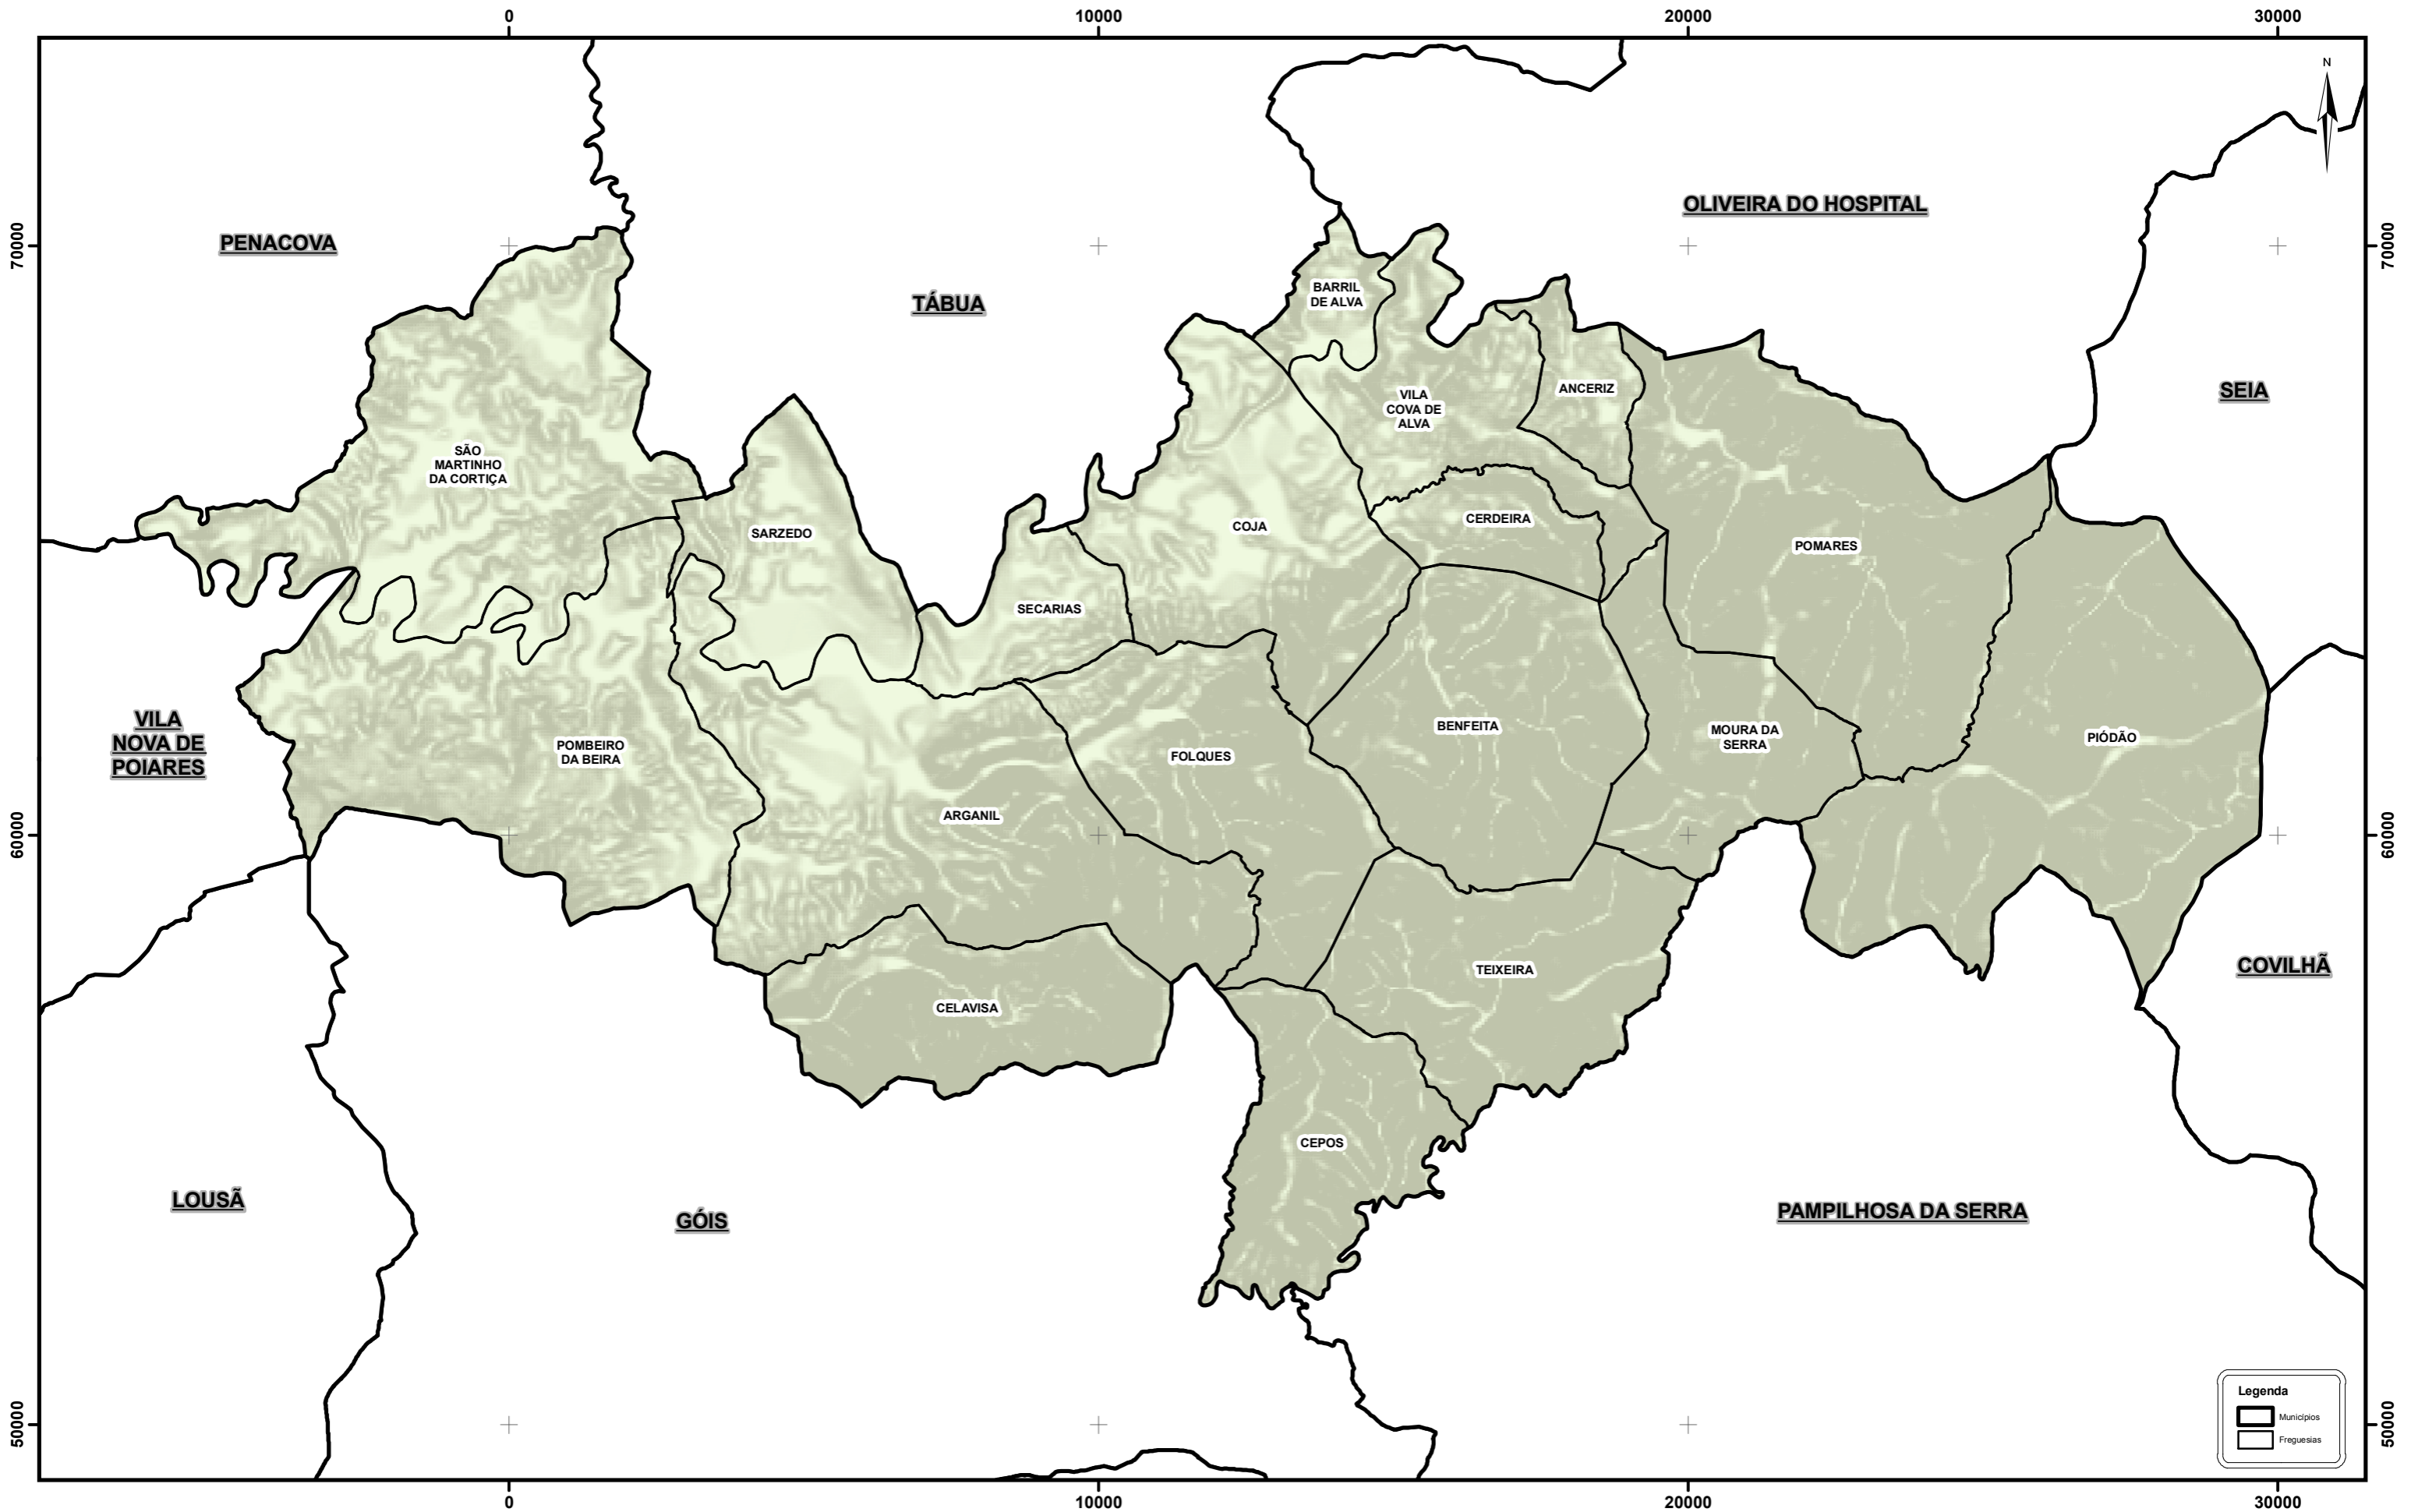 0 10000 20000 30000
N
OLIVEIRA DO HOSPITAL
PENACOVA
70000
70000
BARRIL
DE ALVA
TÁBUA
ANCERIZ
SEIA
VILA
COVA DE
ALVA
SÃO
MARTINHO
DA CORTIÇA
CERDEIRA
COJA
SARZEDO
POMARES
SECARIAS
VILA
NOVA DE
POIARES
BENFEITA
MOURA DA
SERRA
PIÓDÃO
POMBEIRO
DA BEIRA
FOLQUES
ARGANIL
60000
60000
COVILHÃ
TEIXEIRA
CELAVISA
CEPOS
LOUSÃ
GÓIS
PAMPILHOSA DA SERRA
50000
50000
Legenda
Municípios
Freguesias
0 10000 20000 30000